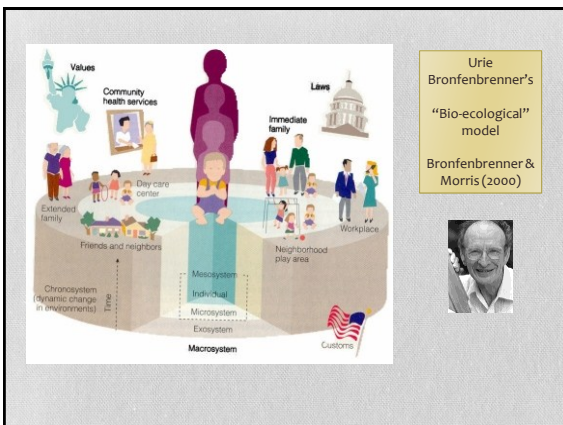 Values
Community
health services
Laws
Immediate
family
Day care
center
Extended
family
Friends and neighbors
Neighborhood
play area
Workplace
Chronosystem
(dynamic change
in environments)
Time
Mesosystem
Individual
Microsystem
Exosystem
Macrosystem
Customs
Urie
Bronfenbrenner's
“Bio-ecological”
model
Bronfenbrenner &
Morris (2000)